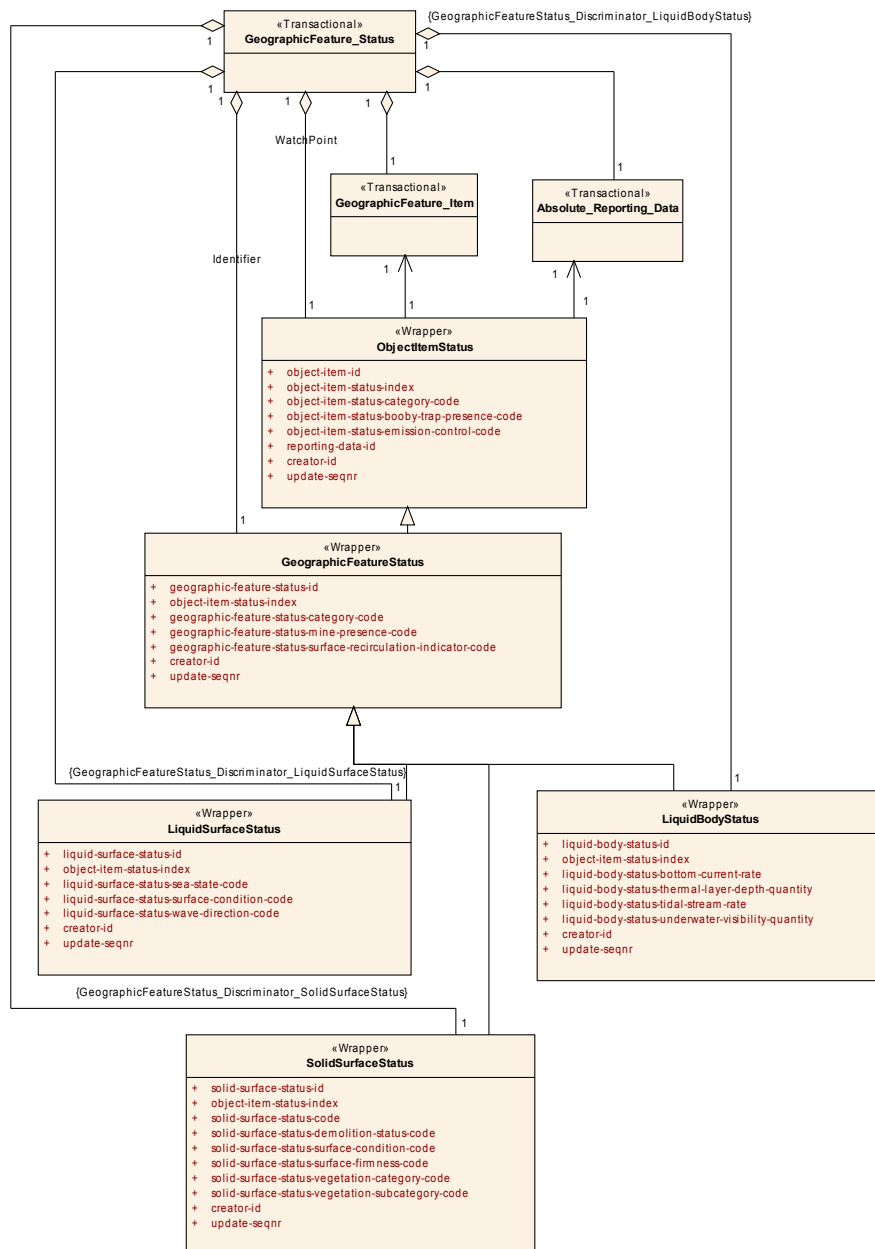 {GeographicFeatureStatus_Discriminator_LiquidBodyStatus}
«Transactional»
GeographicFeature_Status
1
1
1
1
1
1
1
WatchPoint
1
1
«Transactional»
GeographicFeature_Item
«Transactional»
Absolute_Reporting_Data
Identifier
1
1
1
1
1
«Wrapper»
ObjectItemStatus
+ object-item-id
+ object-item-status-index
+ object-item-status-category-code
+ object-item-status-booby-trap-presence-code
+ object-item-status-emission-control-code
+ reporting-data-id
+ creator-id
+ update-seqnr
1
«Wrapper»
GeographicFeatureStatus
+ geographic-feature-status-id
+ object-item-status-index
+ geographic-feature-status-category-code
+ geographic-feature-status-mine-presence-code
+ geographic-feature-status-surface-recirculation-indicator-code
+ creator-id
+ update-seqnr
{GeographicFeatureStatus_Discriminator_LiquidSurfaceStatus}
1
1
«Wrapper»
LiquidSurfaceStatus
+ liquid-surface-status-id
+ object-item-status-index
+ liquid-surface-status-sea-state-code
+ liquid-surface-status-surface-condition-code
+ liquid-surface-status-wave-direction-code
+ creator-id
+ update-seqnr
«Wrapper»
LiquidBodyStatus
+ liquid-body-status-id
+ object-item-status-index
+ liquid-body-status-bottom-current-rate
+ liquid-body-status-thermal-layer-depth-quantity
+ liquid-body-status-tidal-stream-rate
+ liquid-body-status-underwater-visibility-quantity
+ creator-id
+ update-seqnr
{GeographicFeatureStatus_Discriminator_SolidSurfaceStatus}
1
«Wrapper»
SolidSurfaceStatus
+ solid-surface-status-id
+ object-item-status-index
+ solid-surface-status-code
+ solid-surface-status-demolition-status-code
+ solid-surface-status-surface-condition-code
+ solid-surface-status-surface-firmness-code
+ solid-surface-status-vegetation-category-code
+ solid-surface-status-vegetation-subcategory-code
+ creator-id
+ update-seqnr